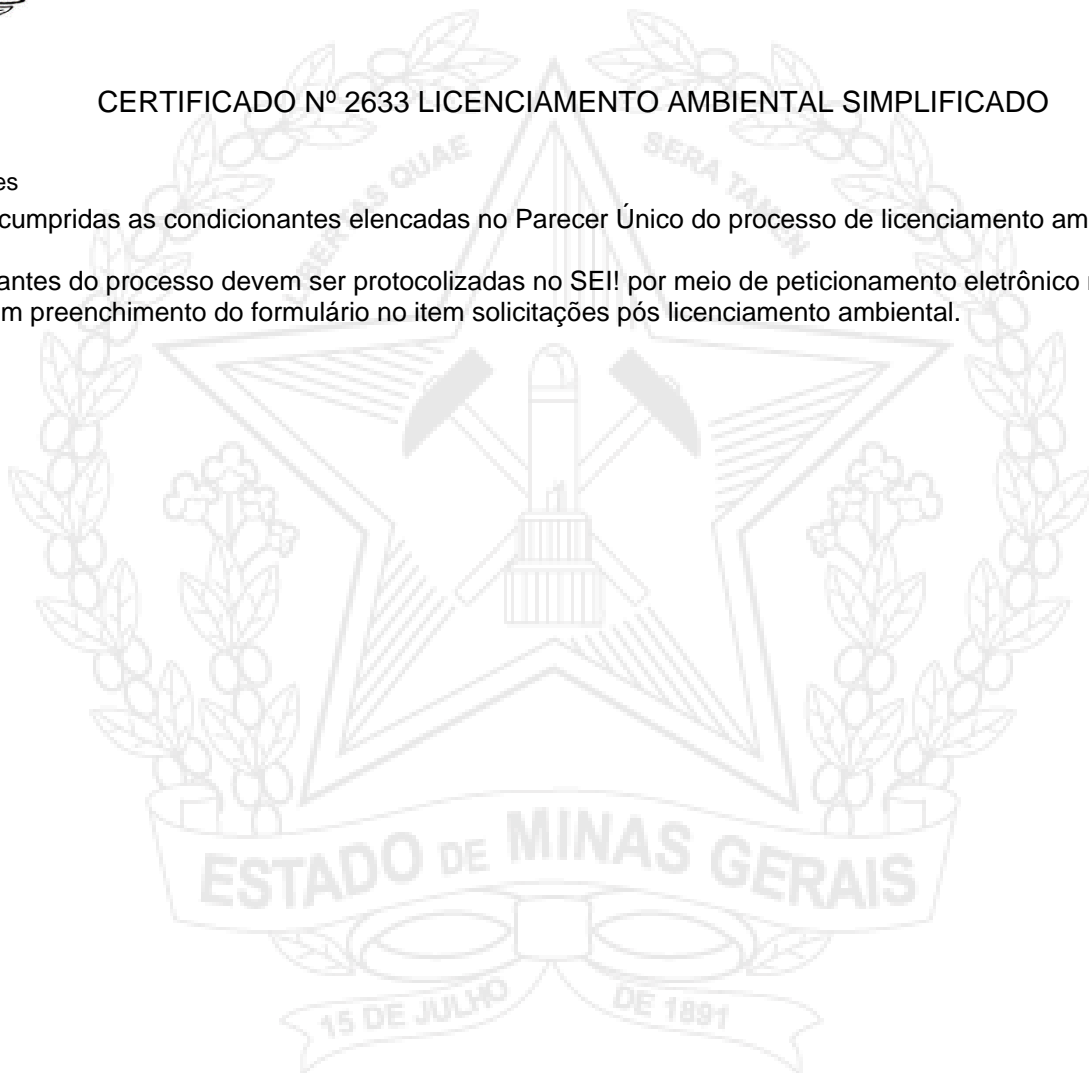 CERTIFICADO Nº 2633 LICENCIAMENTO AMBIENTAL SIMPLIFICADO
es
cumpridas as condicionantes elencadas no Parecer Único do processo de licenciamento am
antes do processo devem ser protocolizadas no SEI! por meio de peticionamento eletrônico
m preenchimento do formulário no item solicitações pós licenciamento ambiental.
LIBERTAS QUAE SERA TAMEN
ESTADO DE MINAS GERAIS
15 DE JULHO DE 1891